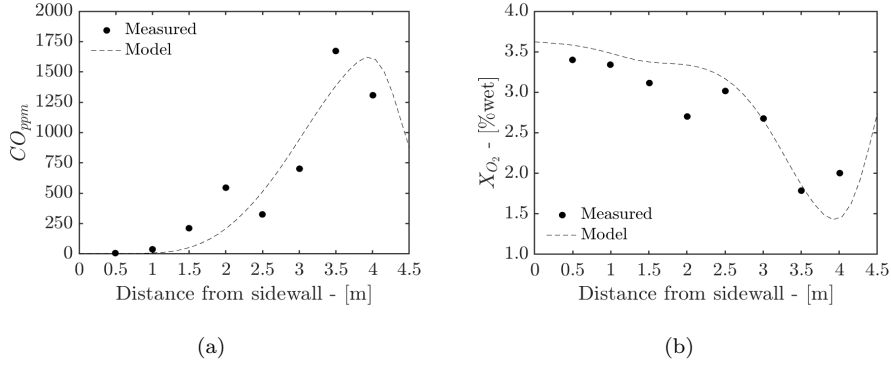 2000
1750
1500
1250
1000
750
500
250
0
CO_ppm
Measured
Model
0 0.5 1 1.5 2 2.5 3 3.5 4 4.5
Distance from sidewall - [m]
(a)
4.0
3.5
3.0
2.5
2.0
1.5
1.0
X_O2 - [%wet]
Measured
Model
0 0.5 1 1.5 2 2.5 3 3.5 4 4.5
Distance from sidewall - [m]
(b)